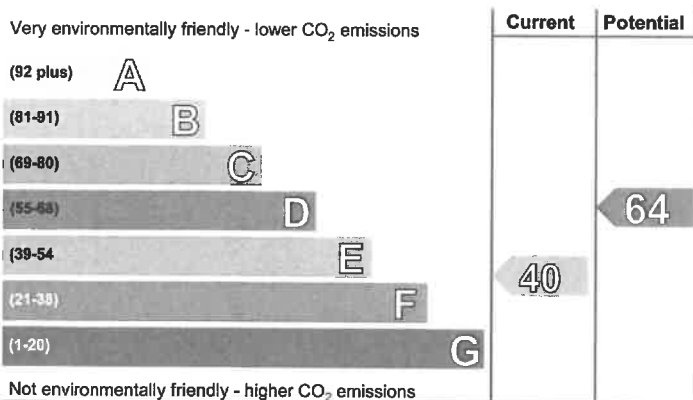 Very environmentally friendly - lower CO₂ emissions
Current
Potential
(92 plus) A
(81-91) B
(69-80) C
(55-68) D
64
(39-54 E
40
(21-38) F
(1-20) G
Not environmentally friendly - higher CO₂ emissions